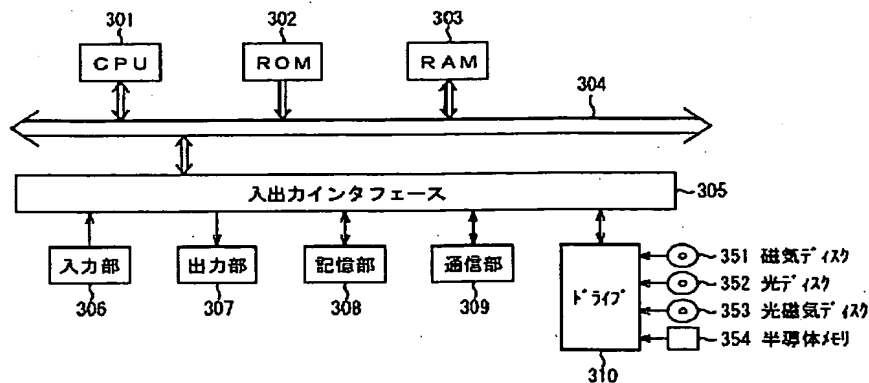 301 302 303
CPU ROM RAM
304
入出力インタフェース 305
入力部 出力部 記憶部 通信部 ドライブ
306 307 308 309 310
351 磁気ディスク
352 光ディスク
353 光磁気ディスク
354 半導体メモリ